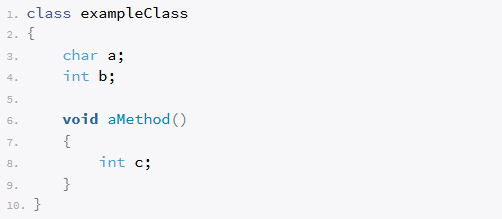 1. class exampleClass
2. {
3.     char a;
4.     int b;
5.
6.     void aMethod()
7.     {
8.         int c;
9.     }
10. }